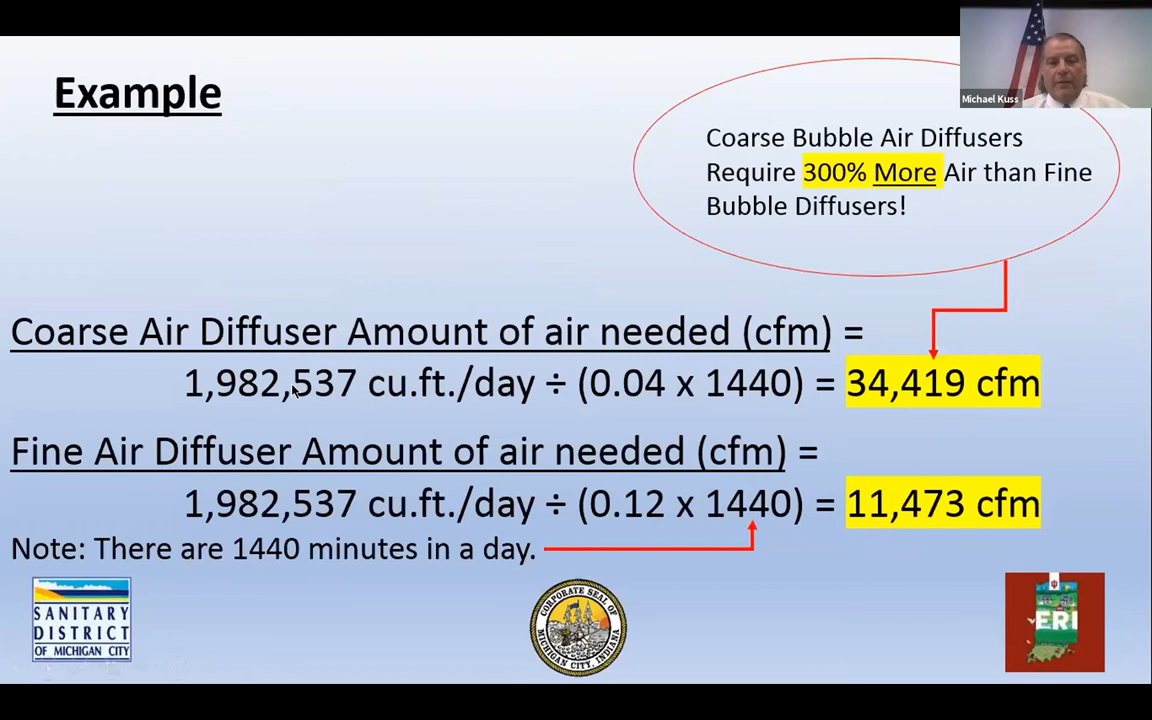 Example
Michael Kuss
Coarse Bubble Air Diffusers
Require 300% More Air than Fine
Bubble Diffusers!
Coarse Air Diffuser Amount of air needed (cfm) =
1,982,537 cu.ft./day ÷ (0.04 x 1440) = 34,419 cfm
Fine Air Diffuser Amount of air needed (cfm) =
1,982,537 cu.ft./day ÷ (0.12 x 1440) = 11,473 cfm
Note: There are 1440 minutes in a day.
SANITARY
DISTRICT
OF MICHIGAN CITY
CORPORATE SEAL OF
MICHIGAN CITY, INDIANA
ERI